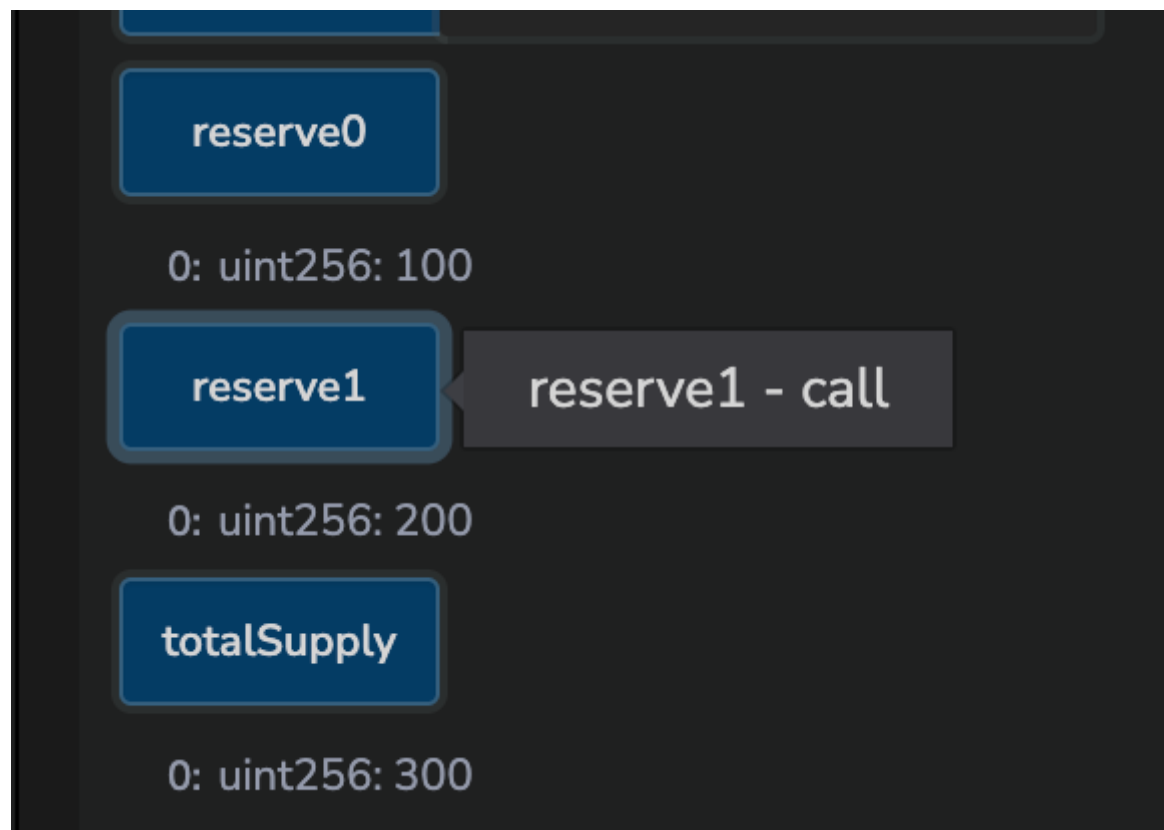 reserve0
0: uint256: 100
reserve1
reserve1 - call
0: uint256: 200
totalSupply
0: uint256: 300